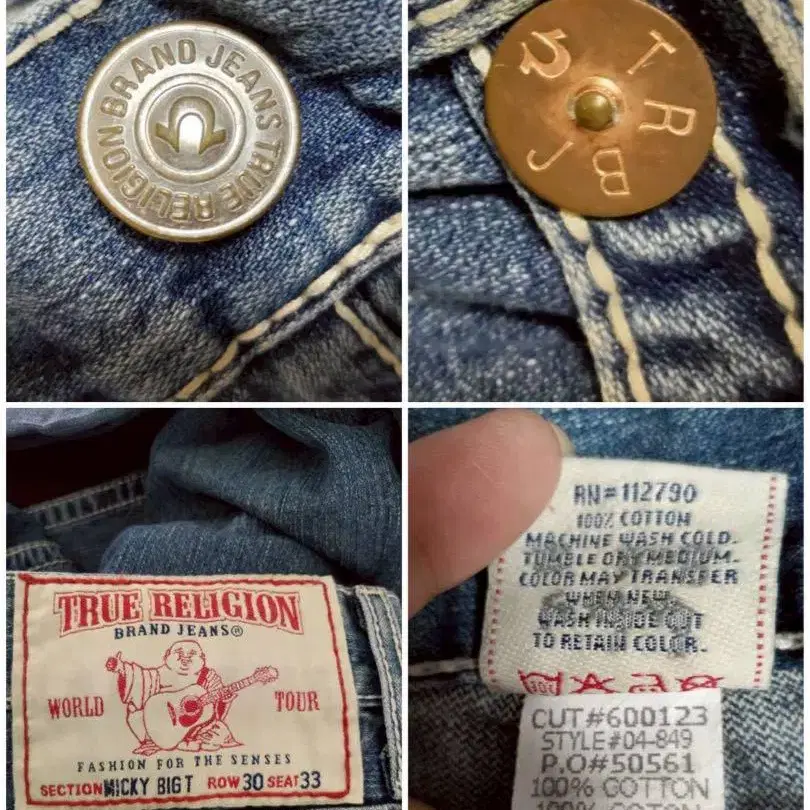 BRAND JEANS TRUE RELIGION
T R B J
TRUE RELIGION
BRAND JEANS®
WORLD TOUR
FASHION FOR THE SENSES
SECTION MICKY BIG T ROW 30 SEAT 33
RN=112790
100% COTTON
MACHINE WASH COLD.
TUMBLE DRY MEDIUM.
COLOR MAY TRANSFER
WHEN NEW.
WASH INSIDE OUT
TO RETAIN COLOR.
CUT#600123
STYLE#04-849
P.O#50561
100% COTTON
100% COTTON